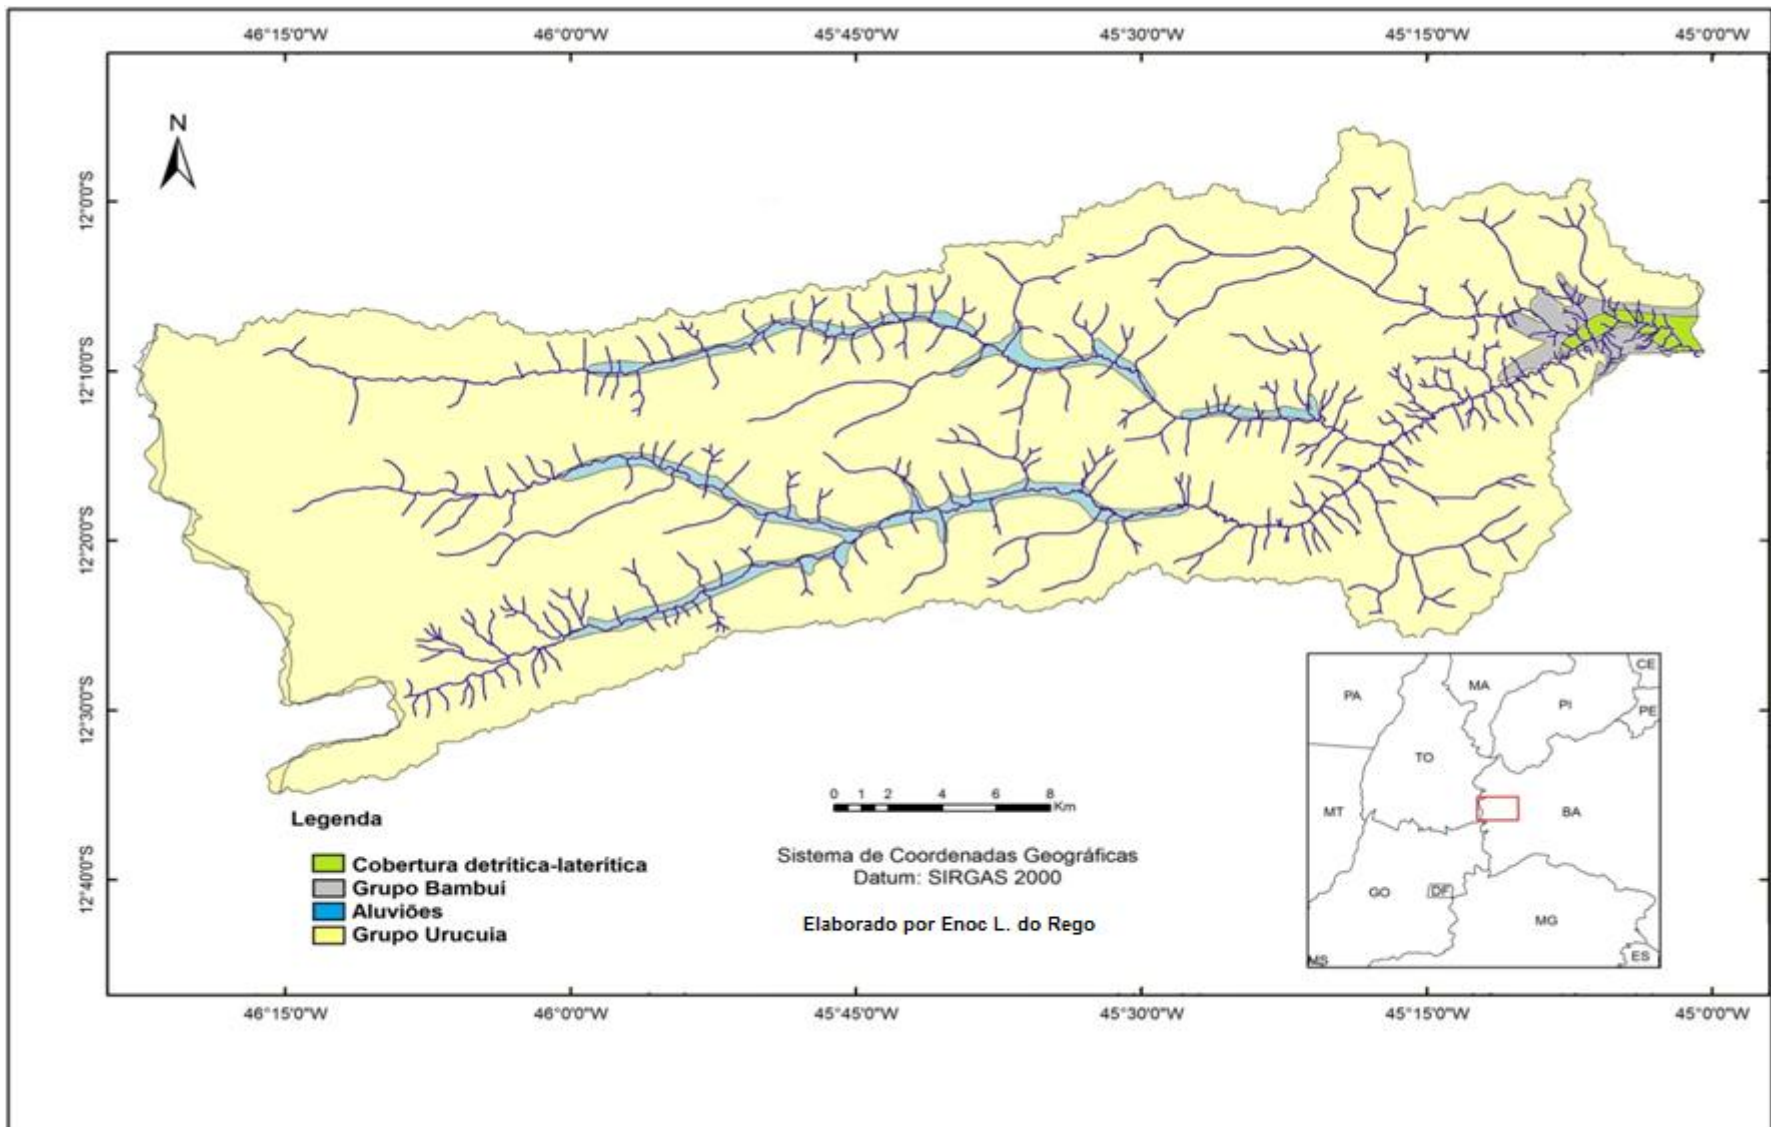 46°15'0"W 46°0'0"W 45°45'0"W 45°30'0"W 45°15'0"W 45°0'0"W
N
12°0'0"S
12°10'0"S
12°20'0"S
12°30'0"S
12°40'0"S
Legenda
Cobertura detrítica-laterítica
Grupo Bambui
Aluviões
Grupo Urucuia
0 1 2 4 6 8
Km
Sistema de Coordenadas Geográficas
Datum: SIRGAS 2000
Elaborado por Enoc L. do Rego
PA MA CE
PI PE
TO
MT BA
GO DF
MG
MS ES
46°15'0"W 46°0'0"W 45°45'0"W 45°30'0"W 45°15'0"W 45°0'0"W